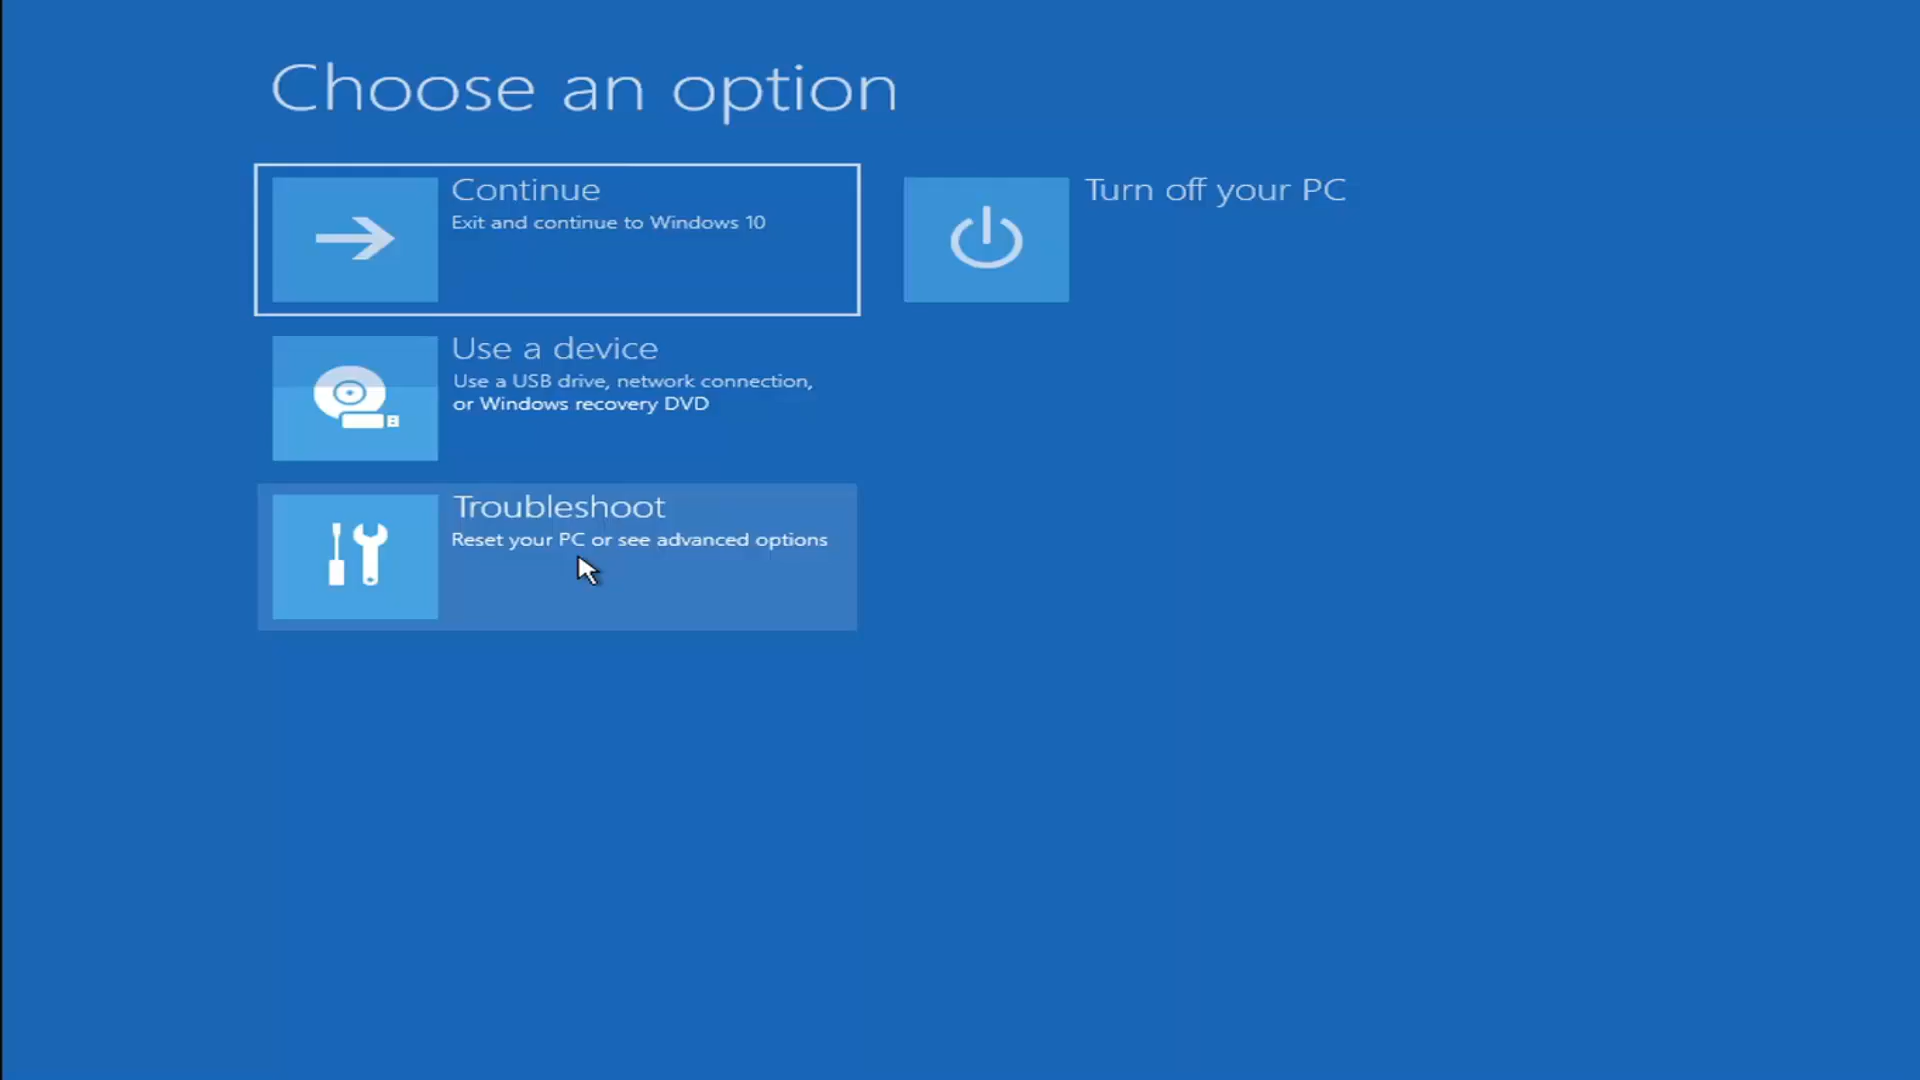 Choose an option
Continue
Exit and continue to Windows 10
Turn off your PC
Use a device
Use a USB drive, network connection,
or Windows recovery DVD
Troubleshoot
Reset your PC or see advanced options